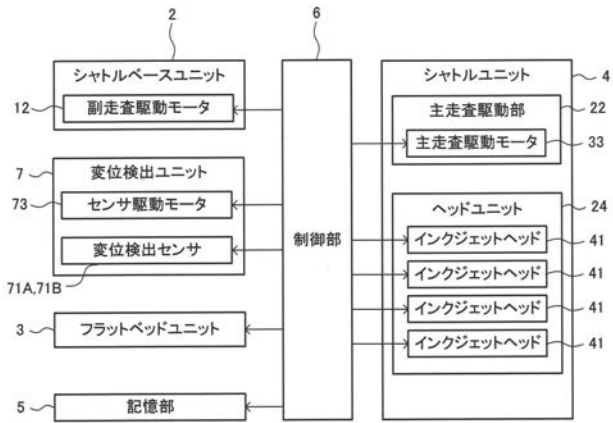 2
シャトルベースユニット
12
副走査駆動モータ
7
変位検出ユニット
73
センサ駆動モータ
変位検出センサ
71A,71B
3
フラットベッドユニット
5
記憶部
6
制御部
シャトルユニット
4
主走査駆動部
22
主走査駆動モータ
33
ヘッドユニット
24
インクジェットヘッド
41
インクジェットヘッド
41
インクジェットヘッド
41
インクジェットヘッド
41